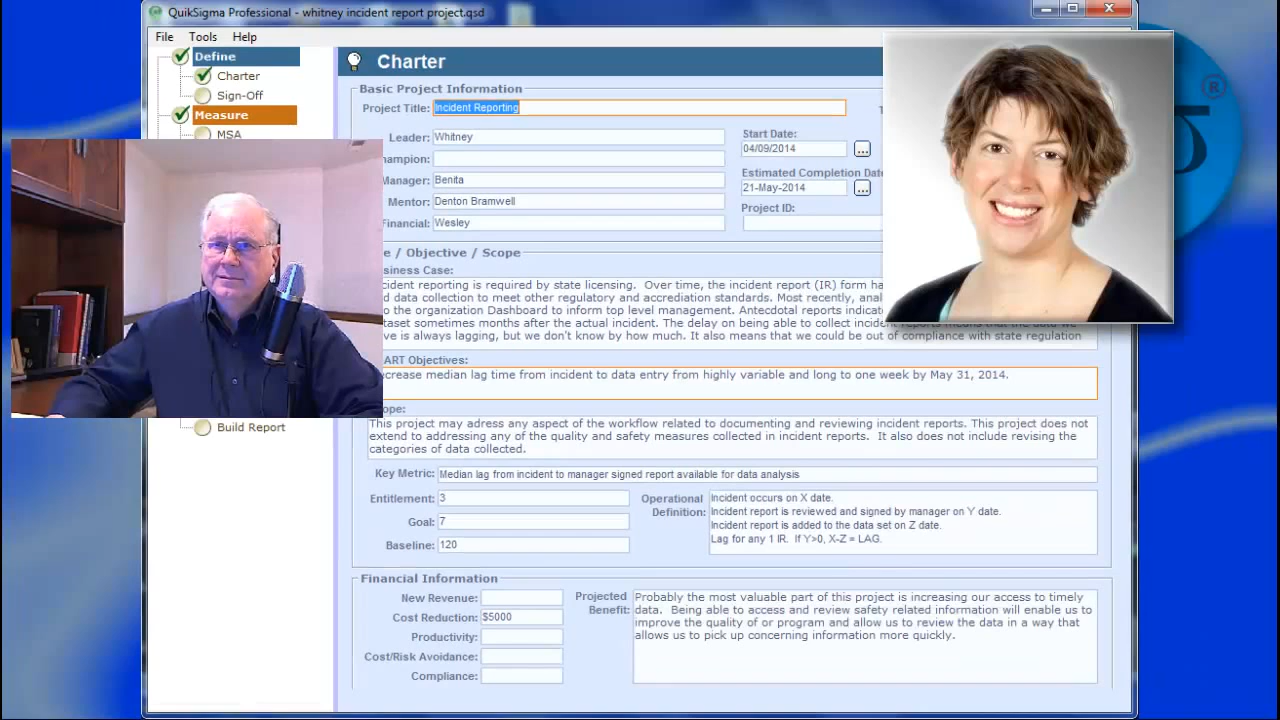 QuikSigma Professional - whitney incident report project.qsd
File Tools Help
Define
Charter
Sign-Off
Measure
MSA
Build Report
Charter
Basic Project Information
Project Title: Incident Reporting
Leader: Whitney
Start Date:
04/09/2014 ...
hampion:
Manager: Benita
Estimated Completion Date
21-May-2014 ...
Mentor: Denton Bramwell
Project ID:
Financial: Wesley
e / Objective / Scope
siness Case:
cident reporting is required by state licensing. Over time, the incident report (IR) form ha
d data collection to meet other regulatory and accrediation standards. Most recently, anal
o the organization Dashboard to inform top level management. Antecdotal reports indicat
taset sometimes months after the actual incident. The delay on being able to collect incident reports means that the data we
ve is always lagging, but we don't know by how much. It also means that we could be out of compliance with state regulation
ART Objectives:
crease median lag time from incident to data entry from highly variable and long to one week by May 31, 2014.
ope:
This project may adress any aspect of the workflow related to documenting and reviewing incident reports. This project does not
extend to addressing any of the quality and safety measures collected in incident reports. It also does not include revising the
categories of data collected.
Key Metric: Median lag from incident to manager signed report available for data analysis
Entitlement: 3
Goal: 7
Baseline: 120
Operational
Definition:
Incident occurs on X date.
Incident report is reviewed and signed by manager on Y date.
Incident report is added to the data set on Z date.
Lag for any 1 IR. If Y>0, X-Z = LAG.
Financial Information
New Revenue:
Cost Reduction: $5000
Productivity:
Cost/Risk Avoidance:
Compliance:
Projected
Benefit:
Probably the most valuable part of this project is increasing our access to timely
data. Being able to access and review safety related information will enable us to
improve the quality of or program and allow us to review the data in a way that
allows us to pick up concerning information more quickly.
®